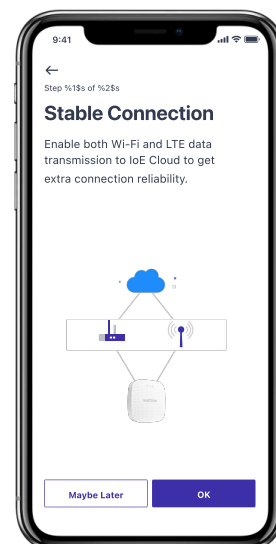 9:41
Step %1$s of %2$s
Stable Connection
Enable both Wi-Fi and LTE data
transmission to IoE Cloud to get
extra connection reliability.
Maybe Later
OK